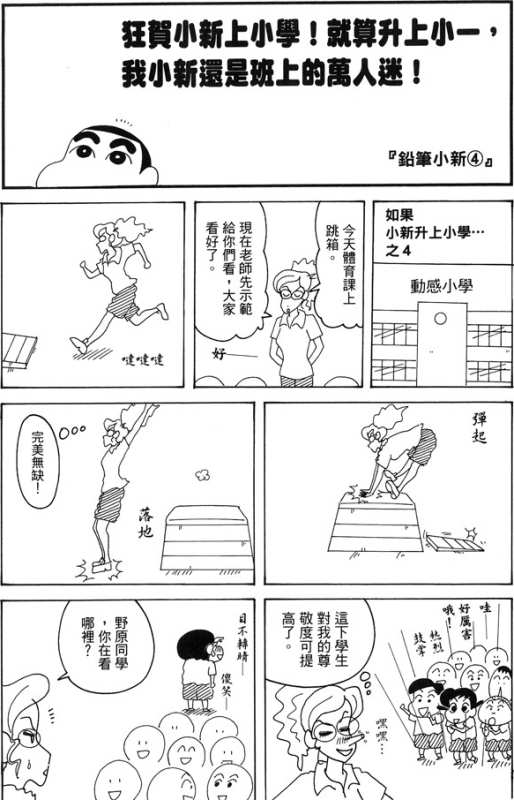 狂賀小新上小學！就算升上小一，
我小新還是班上的萬人迷！
『鉛筆小新④』
如果
小新升上小學…
之４
動感小學
今天體育課上
跳箱。
現在老師先示範
給你們看，大家
看好了。
好──
噠噠噠
彈起
落地
完美無缺！
哇
好厲害
哦！
熱烈
鼓掌
這下學生
對我的尊
敬度可提
高了。
嘿嘿…
目不轉睛──
傻笑──
野原同學
，你在看
哪裡？